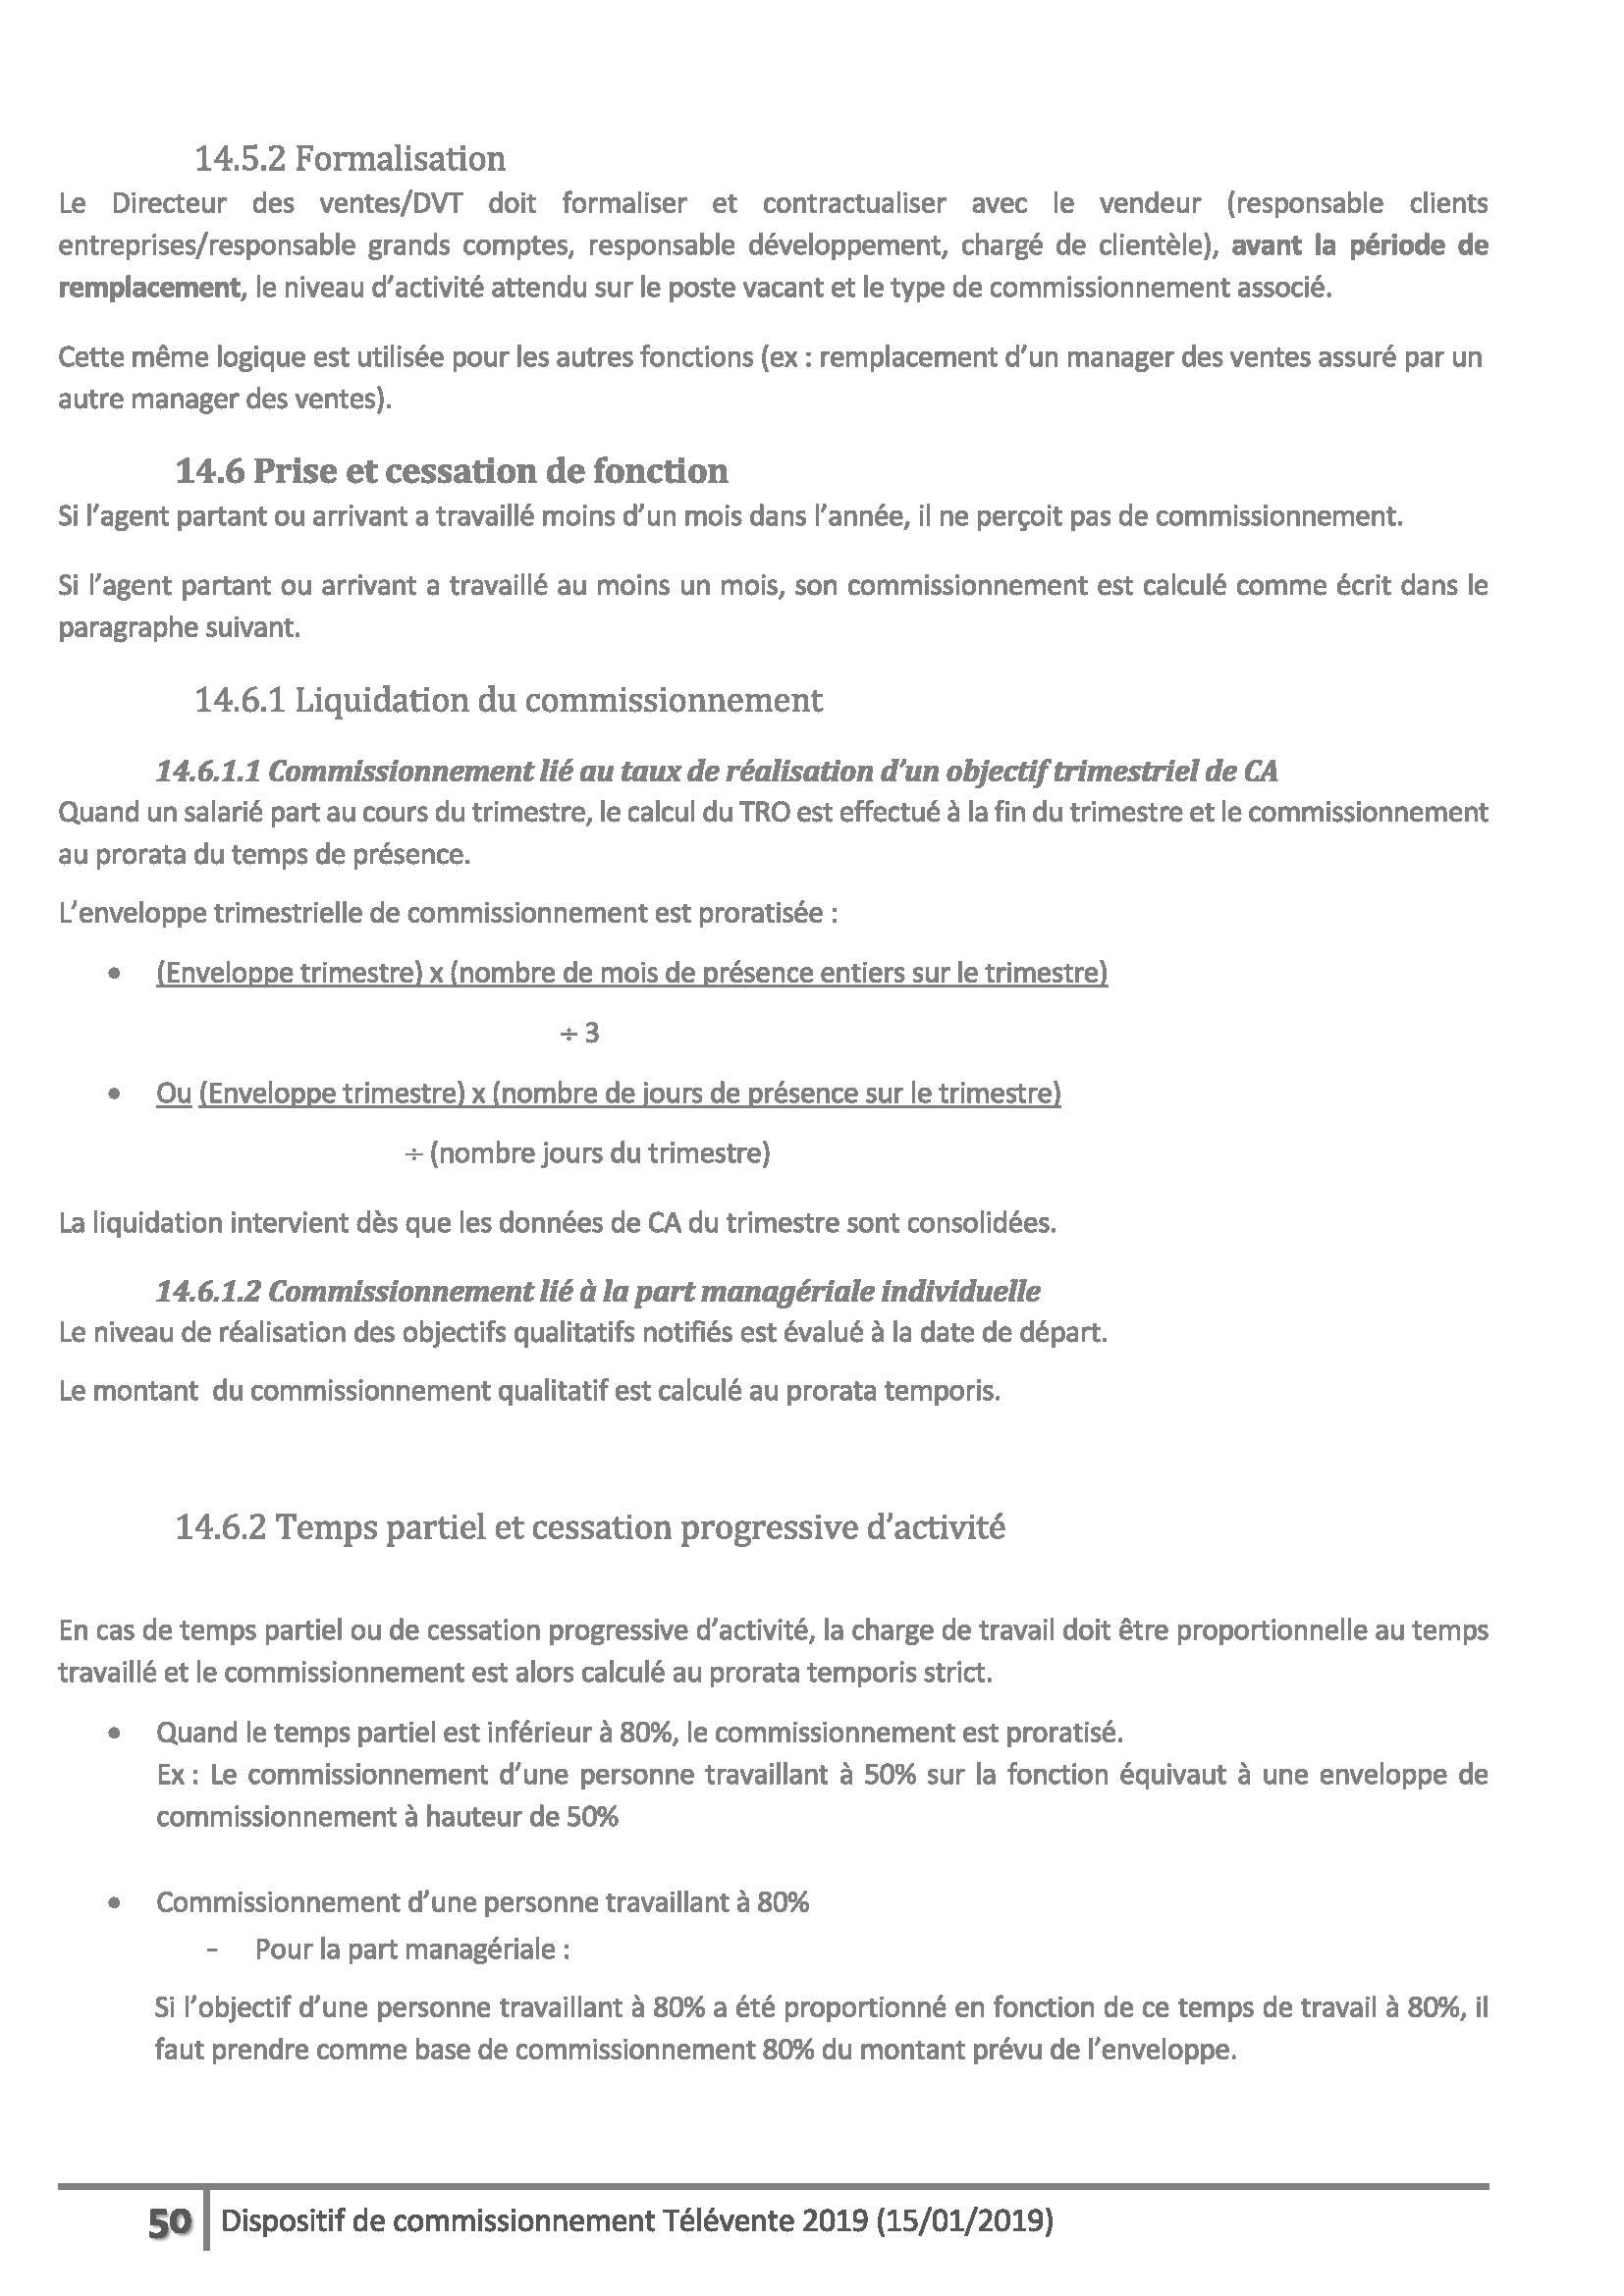 14.5.2 Formalisation
Le Directeur des ventes/DVT doit formaliser et contractualiser avec le vendeur (responsable clients
entreprises/responsable grands comptes, responsable développement, chargé de clientèle), avant la période de
remplacement, le niveau d’activité attendu sur le poste vacant et le type de commissionnement associé.
Cette même logique est utilisée pour les autres fonctions (ex : remplacement d’un manager des ventes assuré par un
autre manager des ventes).
14.6 Prise et cessation de fonction
Si l’agent partant ou arrivant a travaillé moins d’un mois dans l’année, il ne perçoit pas de commissionnement.
Si l’agent partant ou arrivant a travaillé au moins un mois, son commissionnement est calculé comme écrit dans le
paragraphe suivant.
14.6.1 Liquidation du commissionnement
14.6.1.1 Commissionnement lié au taux de réalisation d’un objectif trimestriel de CA
Quand un salarié part au cours du trimestre, le calcul du TRO est effectué à la fin du trimestre et le commissionnement
au prorata du temps de présence.
L’enveloppe trimestrielle de commissionnement est proratisée :
• (Enveloppe trimestre) x (nombre de mois de présence entiers sur le trimestre)
÷ 3
• Ou (Enveloppe trimestre) x (nombre de jours de présence sur le trimestre)
÷ (nombre jours du trimestre)
La liquidation intervient dès que les données de CA du trimestre sont consolidées.
14.6.1.2 Commissionnement lié à la part managériale individuelle
Le niveau de réalisation des objectifs qualitatifs notifiés est évalué à la date de départ.
Le montant  du commissionnement qualitatif est calculé au prorata temporis.
14.6.2 Temps partiel et cessation progressive d’activité
En cas de temps partiel ou de cessation progressive d’activité, la charge de travail doit être proportionnelle au temps
travaillé et le commissionnement est alors calculé au prorata temporis strict.
• Quand le temps partiel est inférieur à 80%, le commissionnement est proratisé.
Ex : Le commissionnement d’une personne travaillant à 50% sur la fonction équivaut à une enveloppe de
commissionnement à hauteur de 50%
• Commissionnement d’une personne travaillant à 80%
- Pour la part managériale :
Si l’objectif d’une personne travaillant à 80% a été proportionné en fonction de ce temps de travail à 80%, il
faut prendre comme base de commissionnement 80% du montant prévu de l’enveloppe.
50 Dispositif de commissionnement Télévente 2019 (15/01/2019)